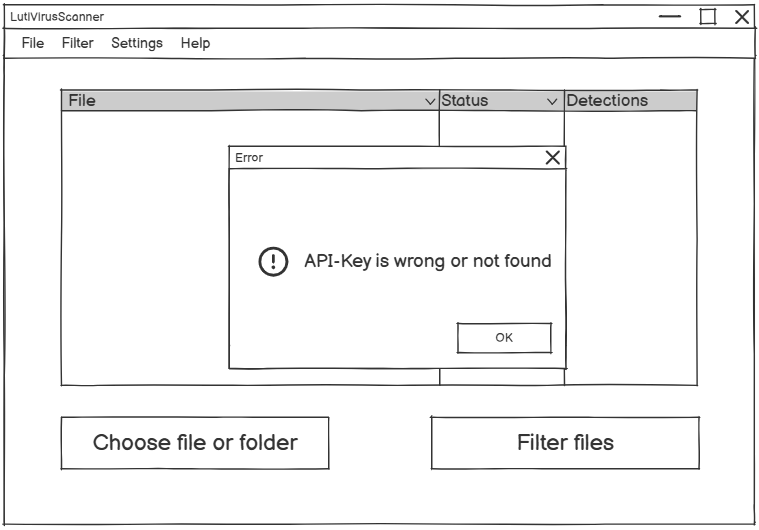 LutiVirusScanner
File Filter Settings Help
File Status Detections
Error
API-Key is wrong or not found
OK
Choose file or folder
Filter files